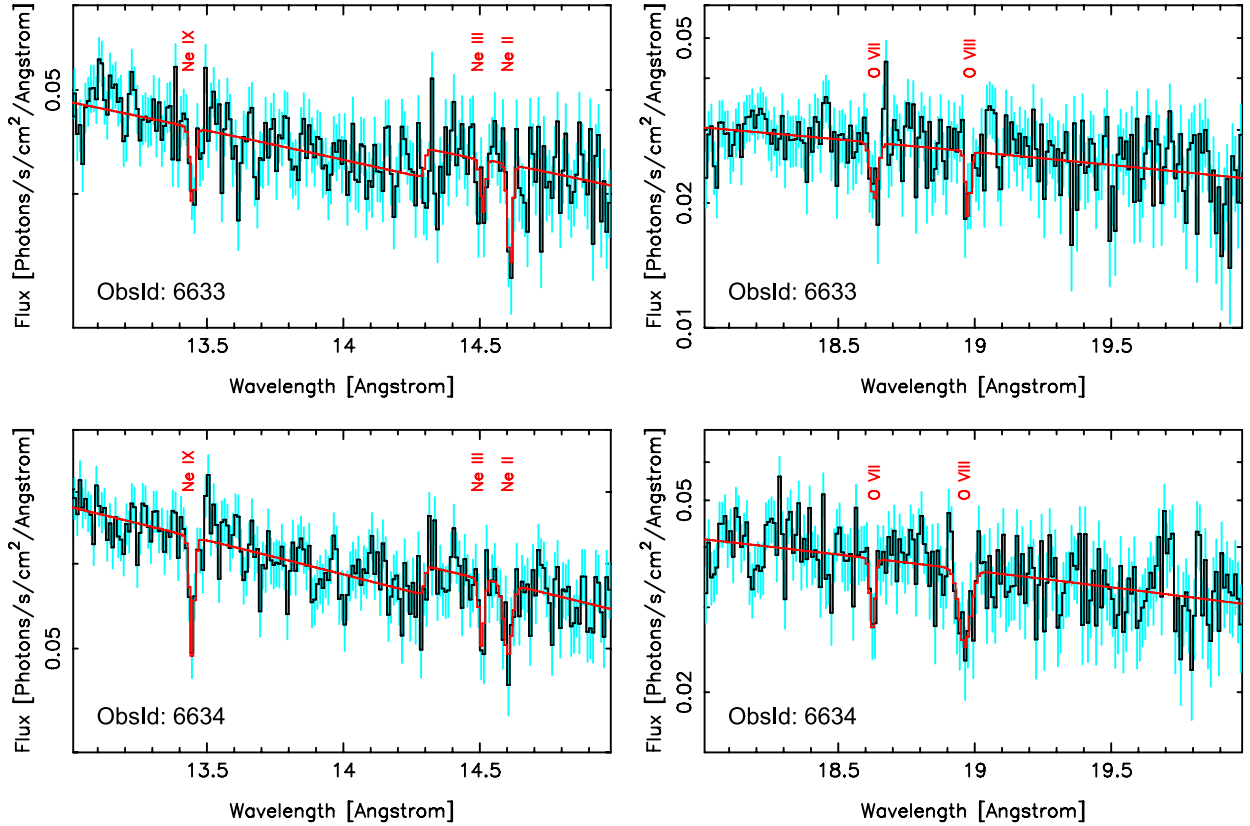 Flux [Photons/s/cm²/Angstrom]
0.05
Ne IX
Ne III
Ne II
ObsId: 6633
13.5
14
14.5
Wavelength [Angstrom]
Flux [Photons/s/cm²/Angstrom]
0.01
0.02
0.05
O VII
O VIII
ObsId: 6633
18.5
19
19.5
Wavelength [Angstrom]
Flux [Photons/s/cm²/Angstrom]
0.05
Ne IX
Ne III
Ne II
ObsId: 6634
13.5
14
14.5
Wavelength [Angstrom]
Flux [Photons/s/cm²/Angstrom]
0.02
0.05
O VII
O VIII
ObsId: 6634
18.5
19
19.5
Wavelength [Angstrom]